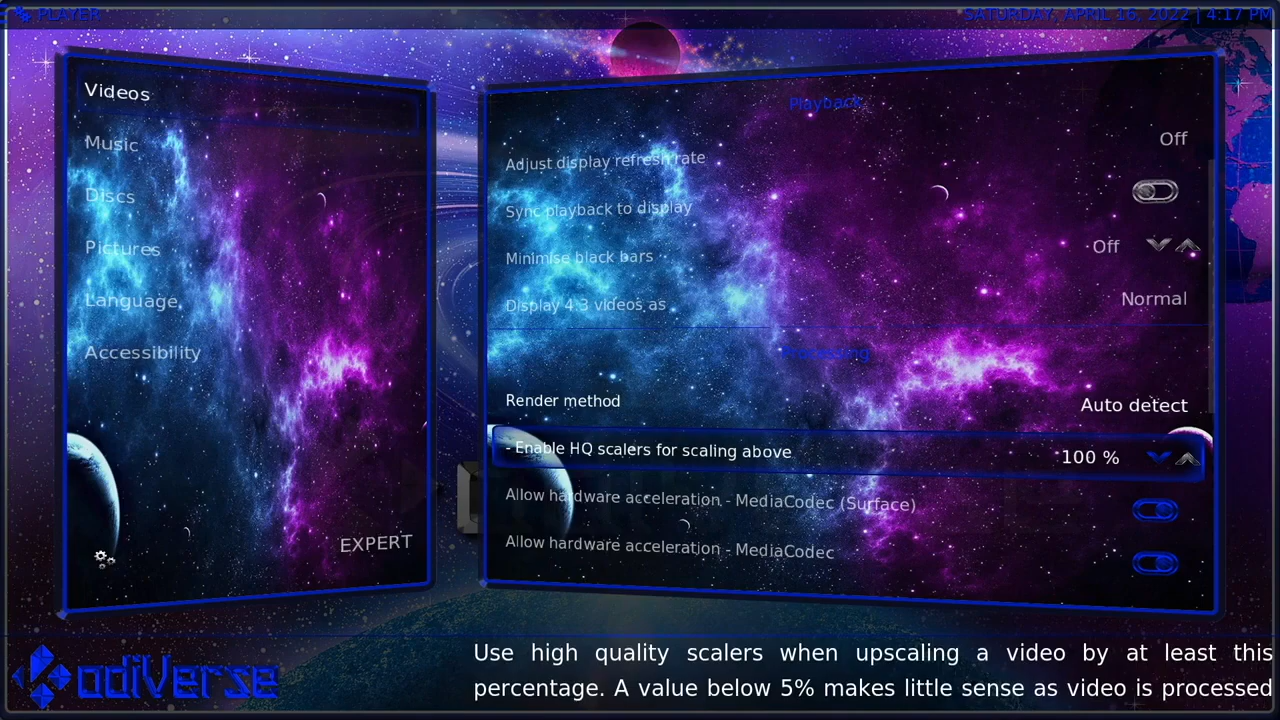 PLAYER
SATURDAY, APRIL 16, 2022 | 4:17 PM
Videos
Music
Discs
Pictures
Language
Accessibility
EXPERT
Playback
Adjust display refresh rate Off
Sync playback to display
Minimise black bars Off
Display 4:3 videos as Normal
Processing
Render method Auto detect
- Enable HQ scalers for scaling above 100 %
Allow hardware acceleration - MediaCodec (Surface)
Allow hardware acceleration - MediaCodec
odiVerse
Use high quality scalers when upscaling a video by at least this
percentage. A value below 5% makes little sense as video is processed